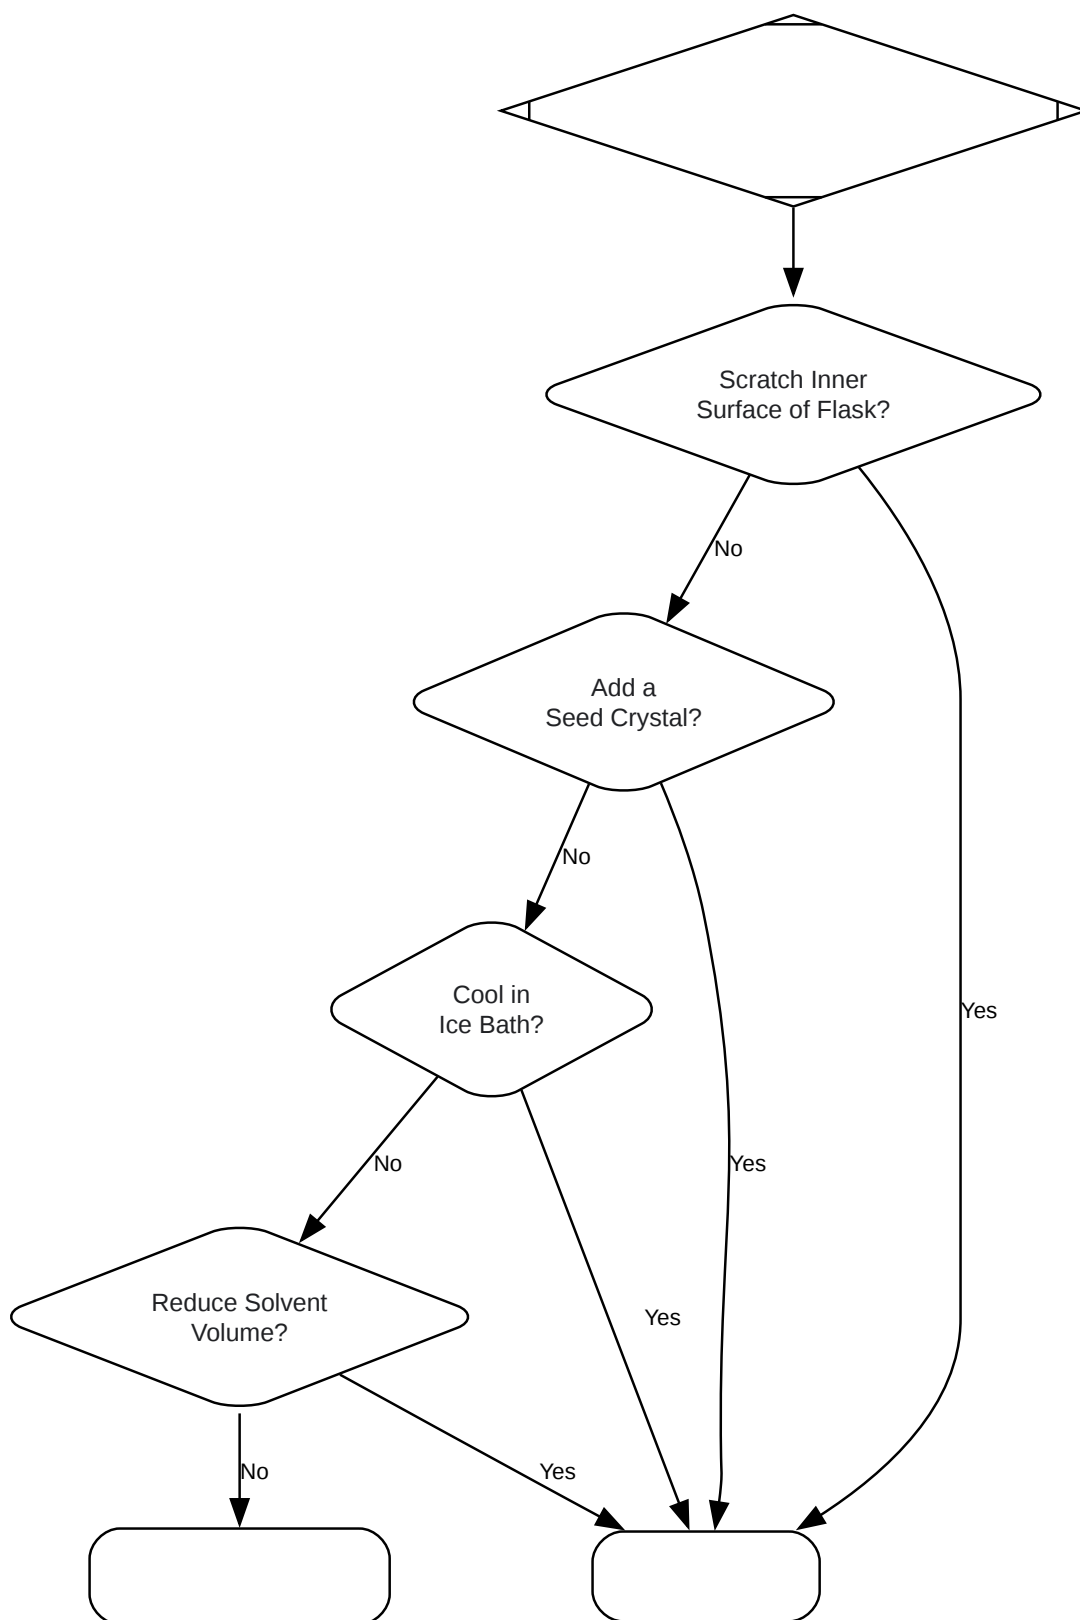 Scratch Inner
Surface of Flask?
No
Add a
Seed Crystal?
No
Cool in
Ice Bath?
Yes
No
Yes
Reduce Solvent
Volume?
Yes
No
Yes